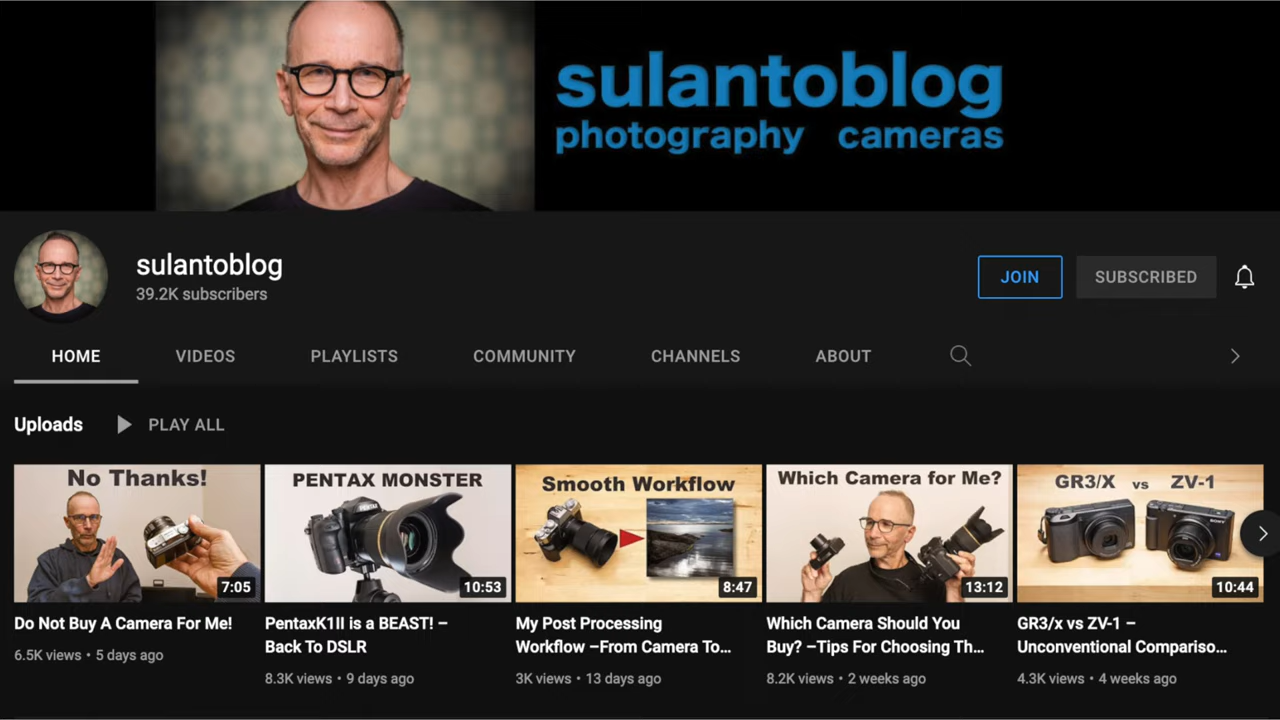 sulantoblog
photography cameras
sulantoblog
39.2K subscribers
JOIN
SUBSCRIBED
HOME
VIDEOS
PLAYLISTS
COMMUNITY
CHANNELS
ABOUT
Uploads
PLAY ALL
No Thanks!
7:05
Do Not Buy A Camera For Me!
6.5K views • 5 days ago
PENTAX MONSTER
PENTAX
10:53
PentaxK1II is a BEAST! –
Back To DSLR
8.3K views • 9 days ago
Smooth Workflow
8:47
My Post Processing
Workflow –From Camera To...
3K views • 13 days ago
Which Camera for Me?
13:12
Which Camera Should You
Buy? –Tips For Choosing Th...
8.2K views • 2 weeks ago
GR3/X vs ZV-1
SONY
10:44
GR3/x vs ZV-1 –
Unconventional Compariso...
4.3K views • 4 weeks ago